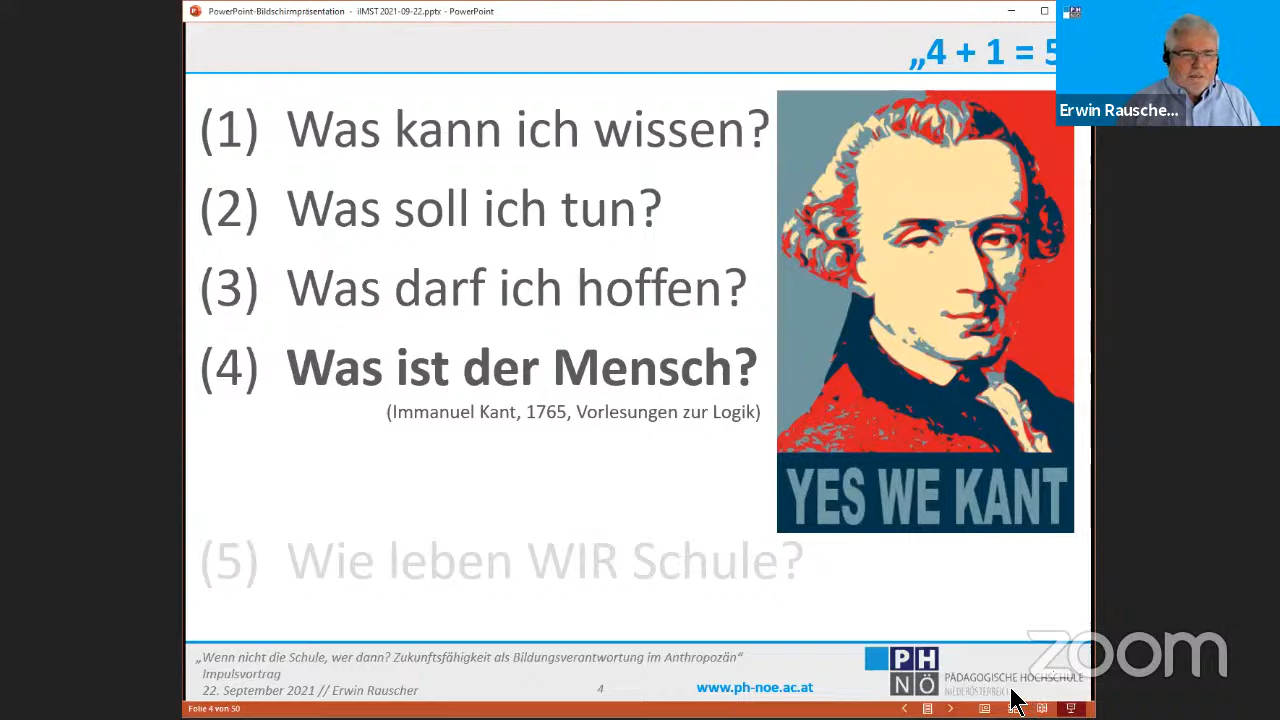 PowerPoint-Bildschirmpräsentation - iIMST 2021-09-22.pptx - PowerPoint
„4 + 1 = 5
Erwin Rausche...
(1) Was kann ich wissen?
(2) Was soll ich tun?
(3) Was darf ich hoffen?
(4) Was ist der Mensch?
(Immanuel Kant, 1765, Vorlesungen zur Logik)
YES WE KANT
(5) Wie leben WIR Schule?
„Wenn nicht die Schule, wer dann? Zukunftsfähigkeit als Bildungsverantwortung im Anthropozän“
Impulsvortrag
22. September 2021 // Erwin Rauscher
4
www.ph-noe.ac.at
PH
NÖ
PÄDAGOGISCHE HOCHSCHULE
NIEDERÖSTERREICH
zoom
Folie 4 von 50